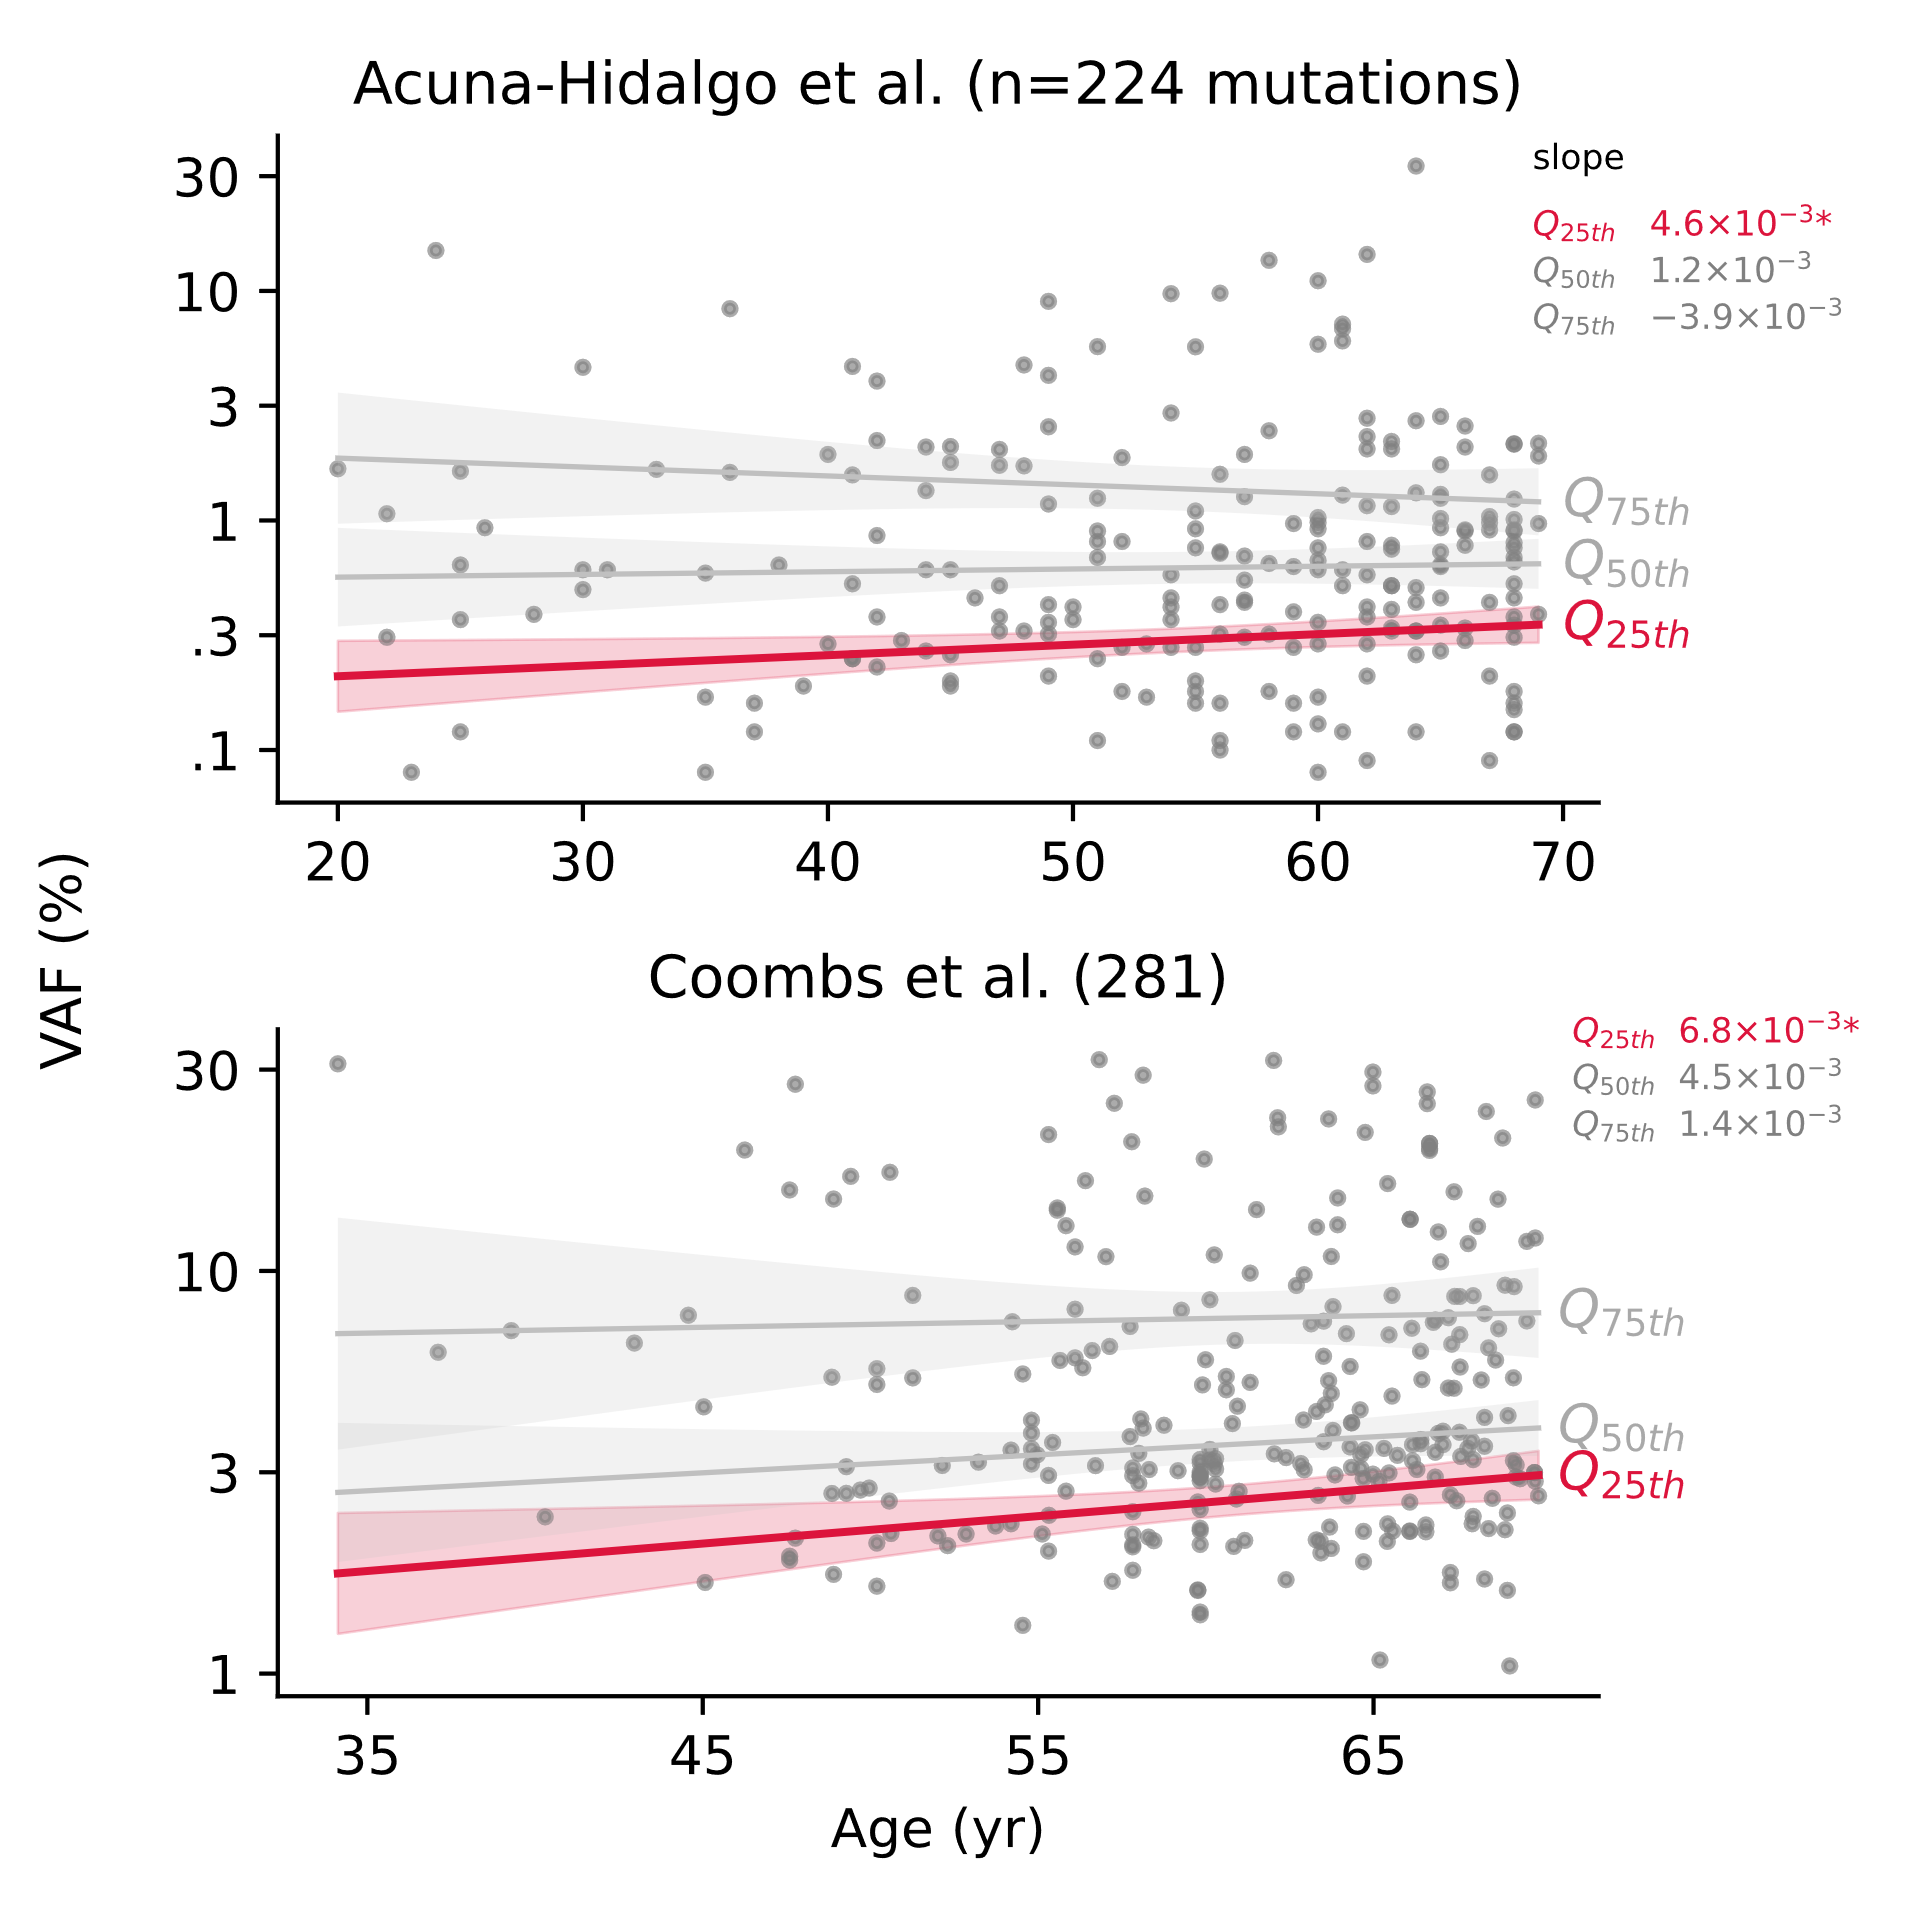 Acuna-Hidalgo et al. (n=224 mutations)
slope
Q25th 4.6×10−3*
Q50th 1.2×10−3
Q75th −3.9×10−3
30
10
3
1
.3
.1
Q75th
Q50th
Q25th
20 30 40 50 60 70
VAF (%)
Coombs et al. (281)
Q25th 6.8×10−3*
Q50th 4.5×10−3
Q75th 1.4×10−3
30
10
3
1
Q75th
Q50th
Q25th
35 45 55 65
Age (yr)